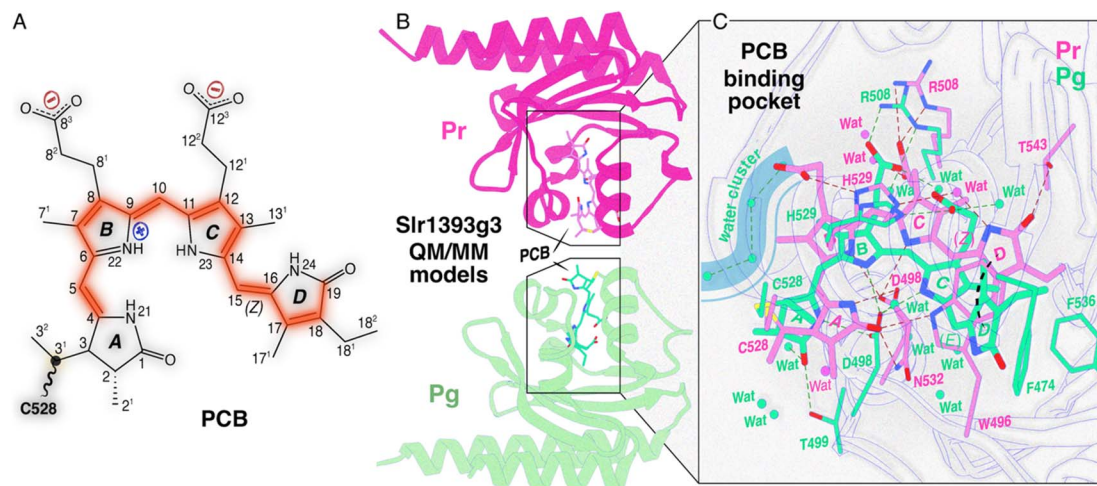 A
O
O
8³
8²
8¹
8
7
7¹
B
9
NH
22
6
5
4
10
O
O
12³
12²
12¹
11
12
13
13¹
C
HN
23
14
15
(Z)
16
HN
24
D
19
O
17
17¹
18
18¹
18²
H
N
21
A
3
3¹
3²
2
2¹
1
O
C528
PCB
B
Pr
Slr1393g3
QM/MM
models
PCB
Pg
C
PCB
binding
pocket
Pr
Pg
R508
R508
Wat
Wat
T543
H529
Wat
Wat
Wat
water cluster
H529
B
C
(Z)
D
C528
D498
C
A
A
Wat
D
F536
C528
Wat
D498
(E)
Wat
Wat
N532
F474
Wat
Wat
Wat
W496
Wat
T499